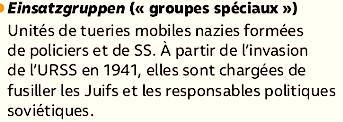 Einsatzgruppen (« groupes spéciaux »)
Unités de tueries mobiles nazies formées
de policiers et de SS. À partir de l'invasion
de l'URSS en 1941, elles sont chargées de
fusiller les Juifs et les responsables politiques
soviétiques.